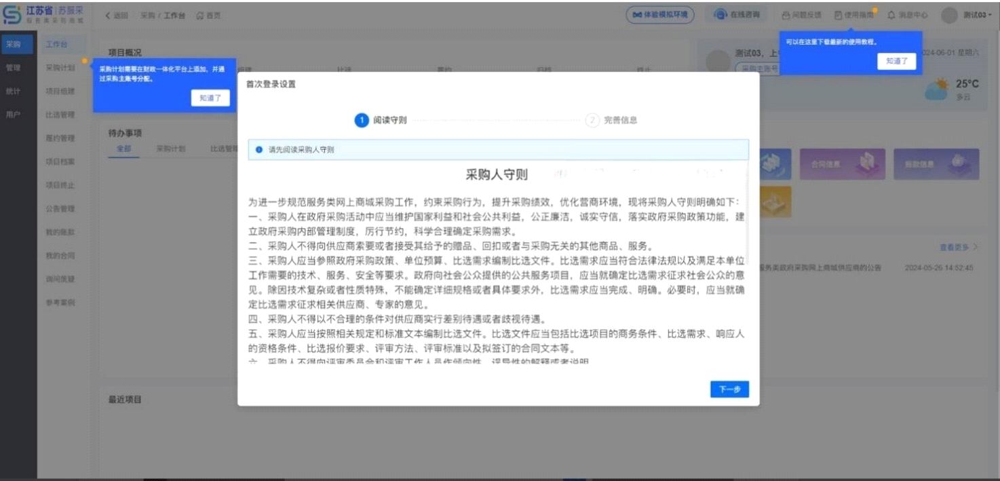 江苏省 苏服采
服务类采购商城
返回 采购 / 工作台 首页
体验模拟环境 在线咨询 问题反馈 使用指南 消息中心 测试03
采购
管理
统计
用户
工作台
采购计划
项目组建
比选管理
履约管理
项目档案
项目终止
公告管理
我的账款
我的合同
询问质疑
参考案例
项目概况
采购计划需要在财政一体化平台上添加，并通
过采购主账号分配。
知道了
可以在这里下载最新的使用教程。
知道了
测试03，上
采购主账号
024-06-01 星期六
25°C
多云
组建 比选 履约 归档 终止
待办事项
全部 采购计划 比选管理
首次登录设置
1 阅读守则 2 完善信息
请先阅读采购人守则
采购人守则
为进一步规范服务类网上商城采购工作，约束采购行为，提升采购绩效，优化营商环境，现将采购人守则明确如下：
一、采购人在政府采购活动中应当维护国家利益和社会公共利益，公正廉洁，诚实守信，落实政府采购政策功能，建
立政府采购内部管理制度，厉行节约，科学合理确定采购需求。
二、采购人不得向供应商索要或者接受其给予的赠品、回扣或者与采购无关的其他商品、服务。
三、采购人应当参照政府采购政策、单位预算、比选需求编制比选文件。比选需求应当符合法律法规以及满足本单位
工作需要的技术、服务、安全等要求。政府向社会公众提供的公共服务项目，应当就确定比选需求征求社会公众的意
见。除因技术复杂或者性质特殊，不能确定详细规格或者具体要求外，比选需求应当完成、明确。必要时，应当就确
定比选需求征求相关供应商、专家的意见。
四、采购人不得以不合理的条件对供应商实行差别待遇或者歧视待遇。
五、采购人应当按照相关规定和标准文本编制比选文件。比选文件应当包括比选项目的商务条件、比选需求、响应人
的资格条件、比选报价要求、评审方法、评审标准以及拟签订的合同文本等。
六、采购人不得向评审委员会和评审工作人员作倾向性、误导性的解释或者说明
下一步
合同信息 账款信息
查看更多
服务类政府采购网上商城供应商的公告 2024-05-26 14:52:45
最近项目